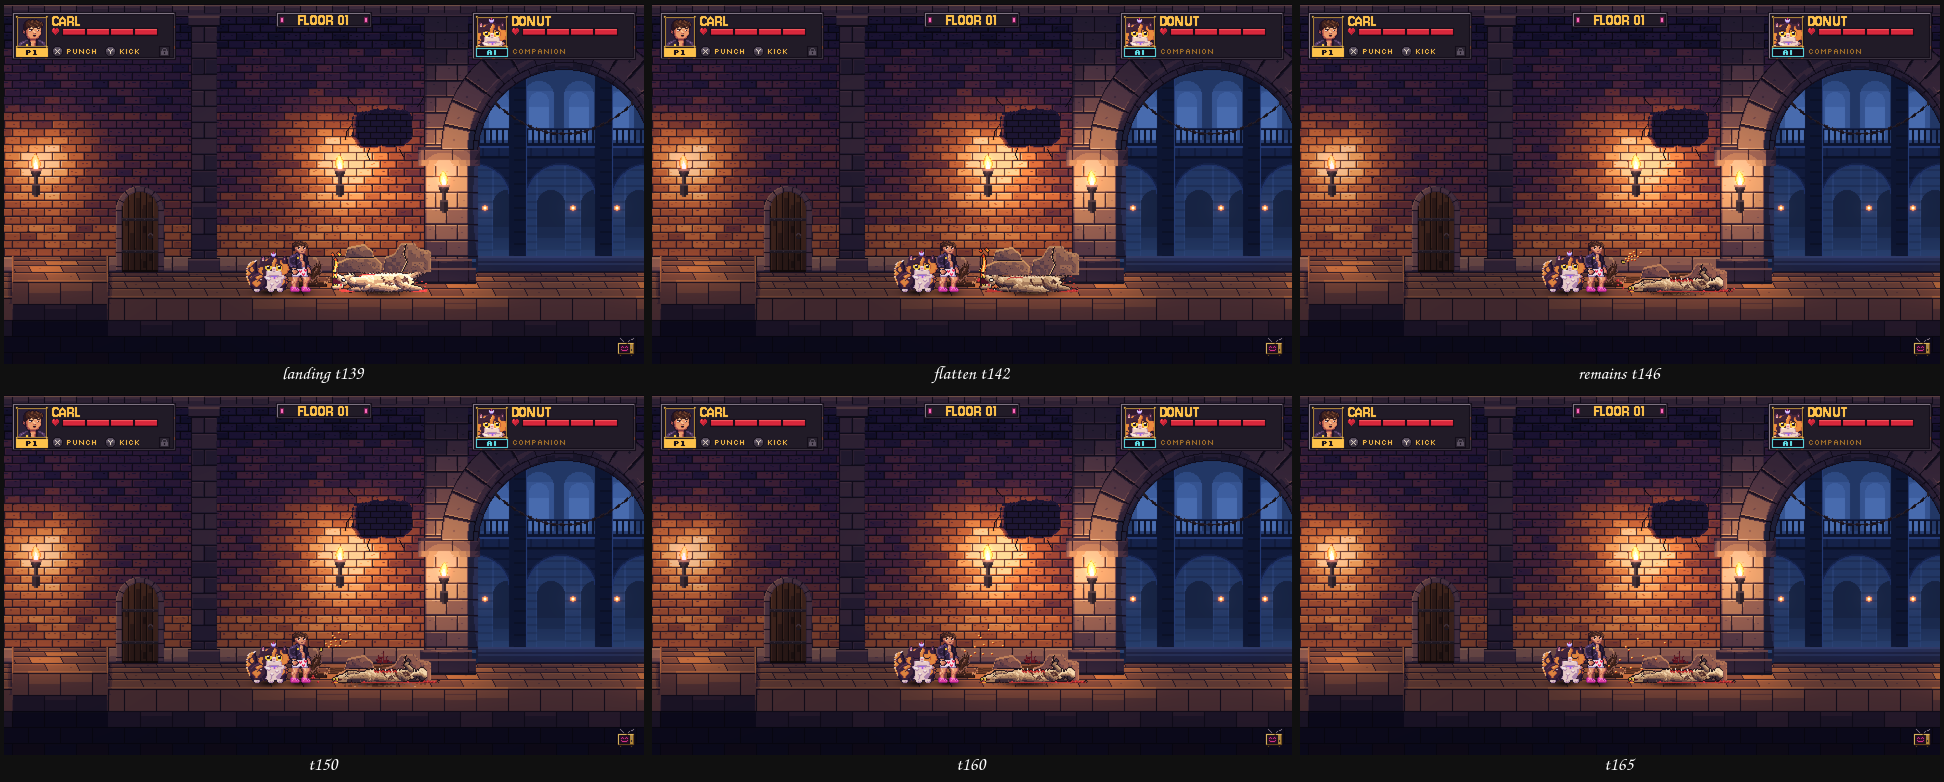 CARL
P1
PUNCH
KICK
FLOOR 01
DONUT
AI
COMPANION
CARL
P1
PUNCH
KICK
FLOOR 01
DONUT
AI
COMPANION
CARL
P1
PUNCH
KICK
FLOOR 01
DONUT
AI
COMPANION
landing t139
flatten t142
remains t146
CARL
P1
X PUNCH
Y KICK
FLOOR 01
DONUT
AI
COMPANION
CARL
P1
X PUNCH
Y KICK
FLOOR 01
DONUT
AI
COMPANION
CARL
P1
X PUNCH
Y KICK
FLOOR 01
DONUT
AI
COMPANION
t150
t160
t165